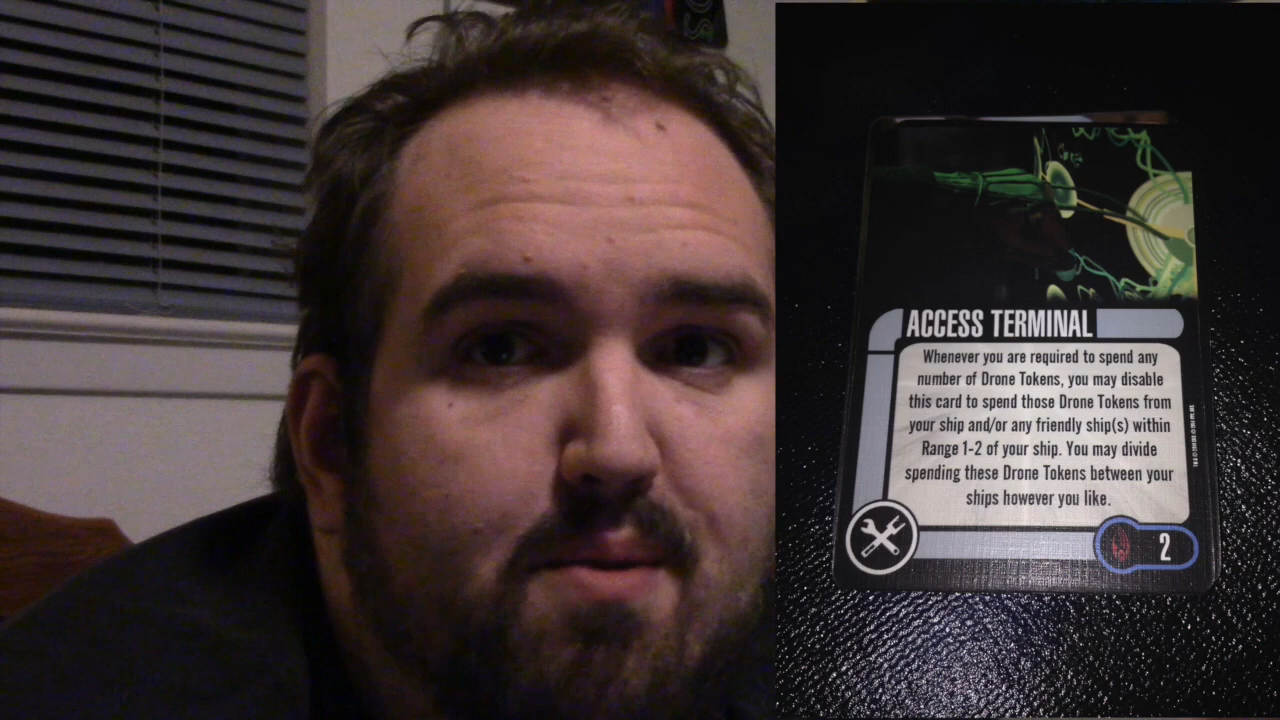 ACCESS TERMINAL
Whenever you are required to spend any
number of Drone Tokens, you may disable
this card to spend those Drone Tokens from
your ship and/or any friendly ship(s) within
Range 1-2 of your ship. You may divide
spending these Drone Tokens between your
ships however you like.
2